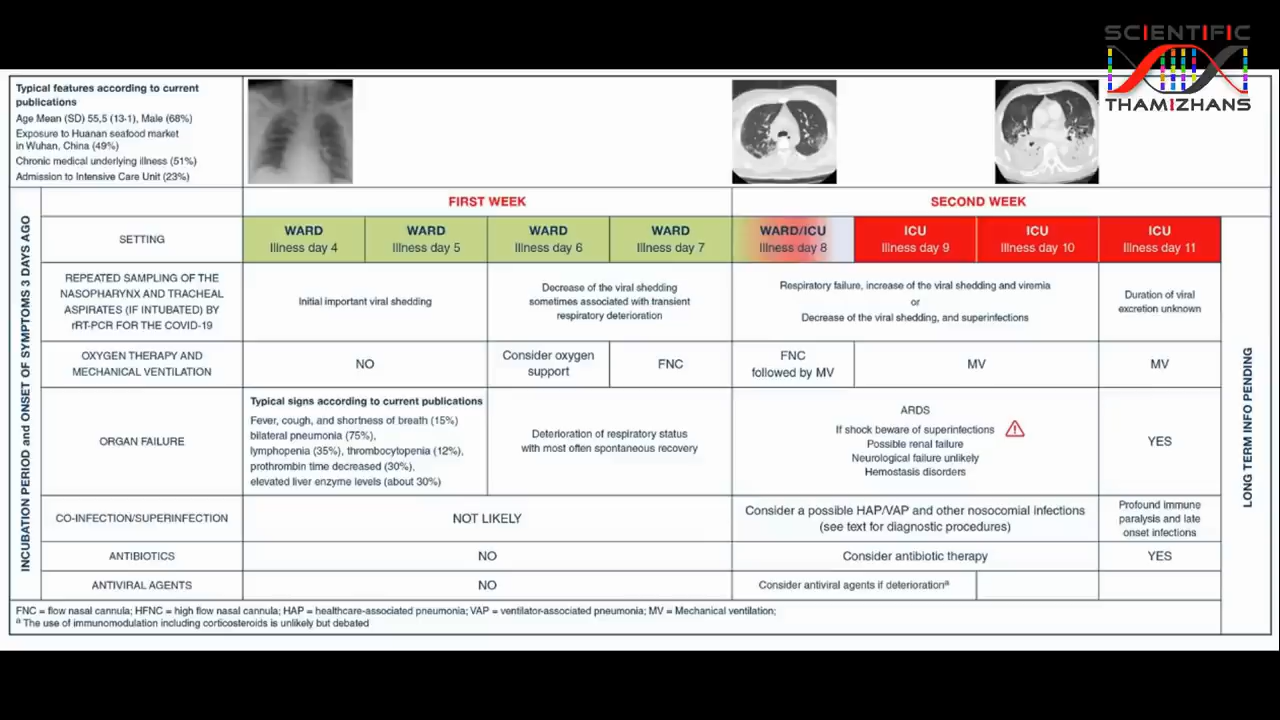 SCIENTIFIC
THAMIZHANS
Typical features according to current
publications
Age Mean (SD) 55,5 (13-1), Male (68%)
Exposure to Huanan seafood market
in Wuhan, China (49%)
Chronic medical underlying illness (51%)
Admission to Intensive Care Unit (23%)
INCUBATION PERIOD and ONSET OF SYMPTOMS 3 DAYS AGO
FIRST WEEK
SECOND WEEK
SETTING
WARD
Illness day 4
WARD
Illness day 5
WARD
Illness day 6
WARD
Illness day 7
WARD/ICU
Illness day 8
ICU
Illness day 9
ICU
Illness day 10
ICU
Illness day 11
REPEATED SAMPLING OF THE
NASOPHARYNX AND TRACHEAL
ASPIRATES (IF INTUBATED) BY
rRT-PCR FOR THE COVID-19
Initial important viral shedding
Decrease of the viral shedding
sometimes associated with transient
respiratory deterioration
Respiratory failure, increase of the viral shedding and viremia
or
Decrease of the viral shedding, and superinfections
Duration of viral
excretion unknown
OXYGEN THERAPY AND
MECHANICAL VENTILATION
NO
Consider oxygen
support
FNC
FNC
followed by MV
MV
MV
ORGAN FAILURE
Typical signs according to current publications
Fever, cough, and shortness of breath (15%)
bilateral pneumonia (75%),
lymphopenia (35%), thrombocytopenia (12%),
prothrombin time decreased (30%),
elevated liver enzyme levels (about 30%)
Deterioration of respiratory status
with most often spontaneous recovery
ARDS
If shock beware of superinfections
Possible renal failure
Neurological failure unlikely
Hemostasis disorders
YES
CO-INFECTION/SUPERINFECTION
NOT LIKELY
Consider a possible HAP/VAP and other nosocomial infections
(see text for diagnostic procedures)
Profound immune
paralysis and late
onset infections
ANTIBIOTICS
NO
Consider antibiotic therapy
YES
ANTIVIRAL AGENTS
NO
Consider antiviral agents if deteriorationᵃ
LONG TERM INFO PENDING
FNC = flow nasal cannula; HFNC = high flow nasal cannula; HAP = healthcare-associated pneumonia; VAP = ventilator-associated pneumonia; MV = Mechanical ventilation;
ᵃ The use of immunomodulation including corticosteroids is unlikely but debated